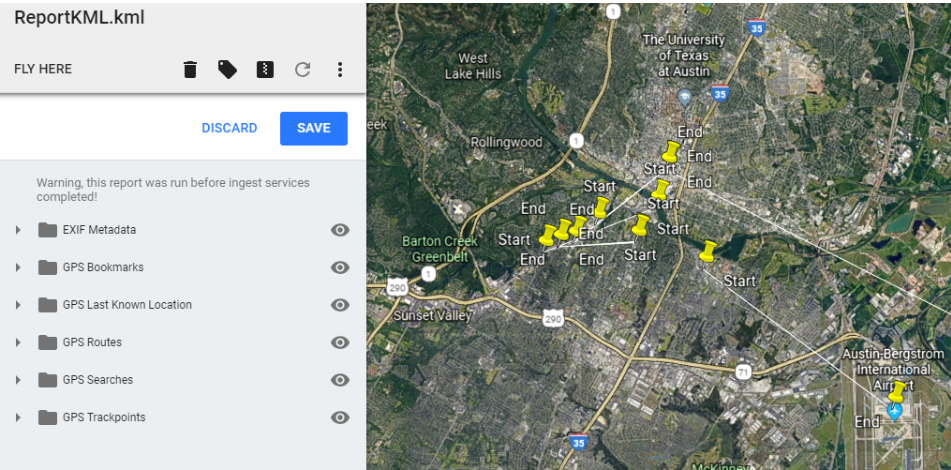 ReportKML.kml
FLY HERE
DISCARD
SAVE
Warning, this report was run before ingest services
completed!
EXIF Metadata
GPS Bookmarks
GPS Last Known Location
GPS Routes
GPS Searches
GPS Trackpoints
1
35
The University
of Texas
at Austin
West
Lake Hills
35
eek
Rollingwood
1
End
End
Start
End
Start
Start
End
End
Start
Start
End
Start
End
End
Start
Barton Creek
Greenbelt
1
290
Sunset Valley
290
Start
71
Austin-Bergstrom
International
Airport
End
35
McKinney